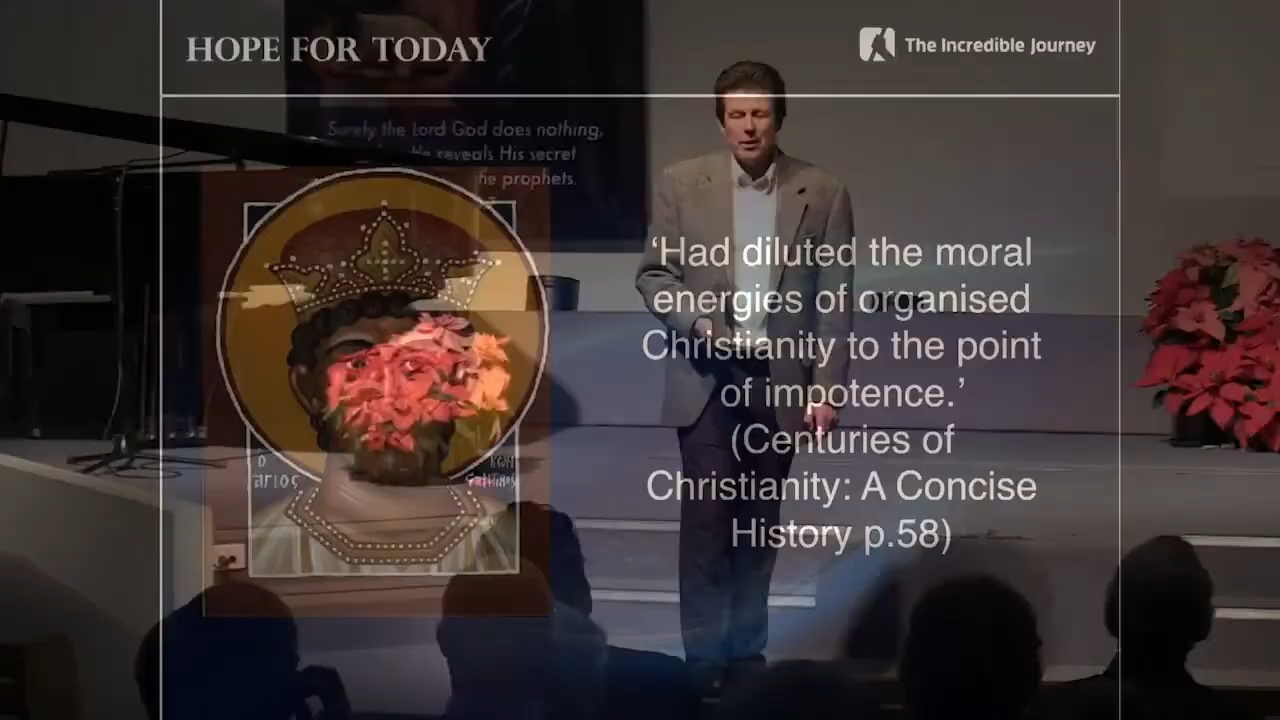 HOPE FOR TODAY
The Incredible Journey
Surely the Lord God does nothing,
He reveals His secret
he prophets.
‘Had diluted the moral
energies of organised
Christianity to the point
of impotence.’
(Centuries of
Christianity: A Concise
History p.58)